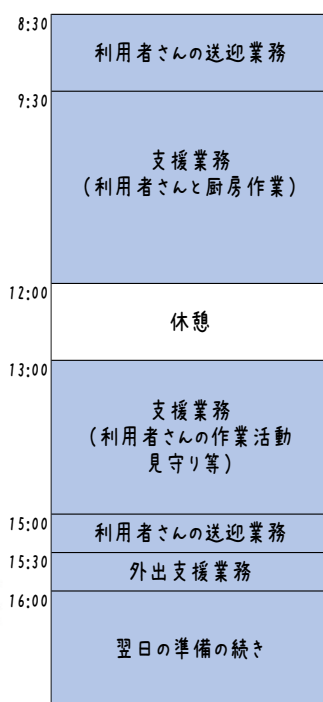 8:30
利用者さんの送迎業務
9:30
支援業務
(利用者さんと厨房作業)
12:00
休憩
13:00
支援業務
(利用者さんの作業活動
見守り等)
15:00
利用者さんの送迎業務
15:30
外出支援業務
16:00
翌日の準備の続き